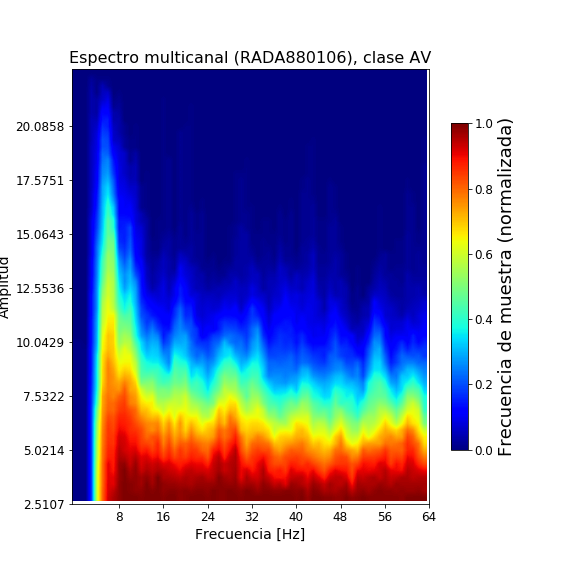 Espectro multicanal (RADA880106), clase AV
Amplitud
20.0858
17.5751
15.0643
12.5536
10.0429
7.5322
5.0214
2.5107
8 16 24 32 40 48 56 64
Frecuencia [Hz]
1.0
0.8
0.6
0.4
0.2
0.0
Frecuencia de muestra (normalizada)